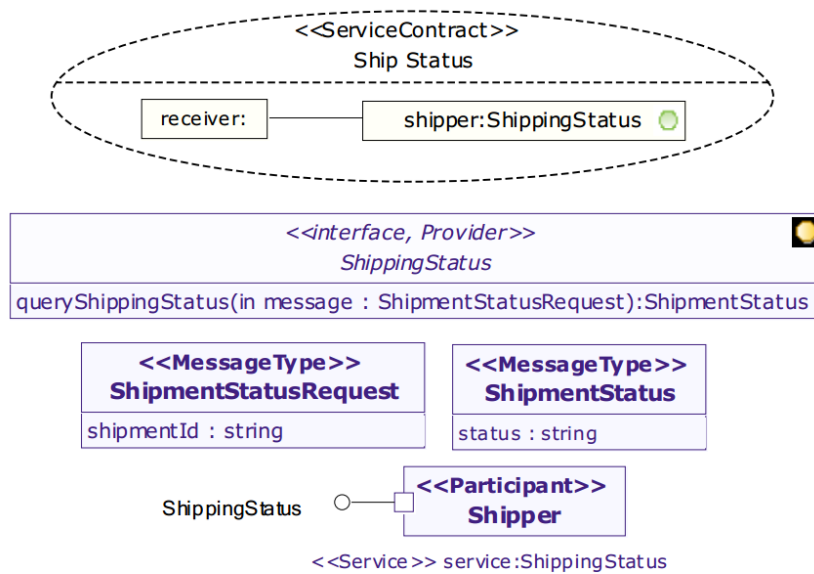 <<ServiceContract>>
Ship Status
receiver:
shipper:ShippingStatus
<<interface, Provider>>
ShippingStatus
queryShippingStatus(in message : ShipmentStatusRequest):ShipmentStatus
<<MessageType>>
ShipmentStatusRequest
shipmentId : string
<<MessageType>>
ShipmentStatus
status : string
ShippingStatus
<<Participant>>
Shipper
<<Service>> service:ShippingStatus